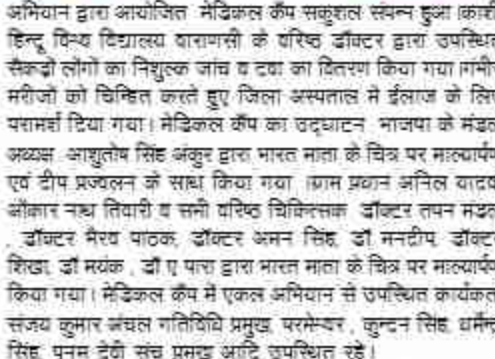 अभियान द्वारा आयोजित मेडिकल कैंप सकुशल संपन्न हुआ।काशी
हिन्दू विश्व विद्यालय वाराणसी के वरिष्ठ डॉक्टर द्वारा उपस्थित
सैकड़ो लोंगों का निशुल्क जांच व दवा का वितरण किया गया।गंभीर
मरीजों को चिन्हित करते हुए जिला अस्पताल में ईलाज के लिए
परामर्श दिया गया। मेडिकल कैंप का उद्घाटन भाजपा के मंडल
अध्यक्ष आशुतोष सिंह अंकुर द्वारा भारत माता के चित्र पर माल्यार्पण
एवं दीप प्रज्वलन के साथ किया गया ।ग्राम प्रधान अनिल यादव
ओंकार नाथ तिवारी व सभी वरिष्ठ चिकित्सक डॉक्टर तपन मंडल
, डॉक्टर भैरव पाठक, डॉक्टर अमन सिंह, डॉ मनदीप, डॉक्टर
शिखा, डॉ मयंक , डॉ ए पारा द्वारा भारत माता के चित्र पर माल्यार्पण
किया गया। मेडिकल कैंप में एकल अभियान से उपस्थित कार्यकर्ता
संजय कुमार अंचल गतिविधि प्रमुख, परमेश्वर , कुन्दन सिंह, धर्मेन्द्र
सिंह, पूनम देवी संच प्रमुख आदि उपस्थित रहे।